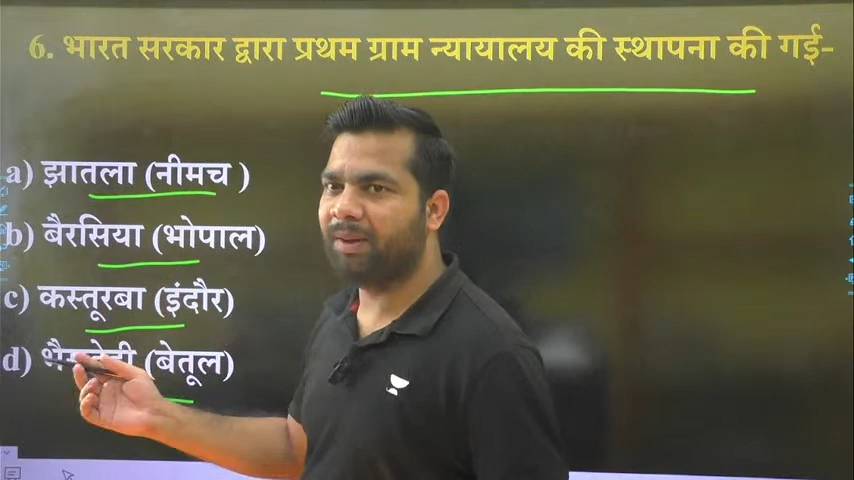 6. भारत सरकार द्वारा प्रथम ग्राम न्यायालय की स्थापना की गई-
a) झातला (नीमच )
b) बैरसिया (भोपाल)
c) कस्तूरबा (इंदौर)
d) (बेतूल)